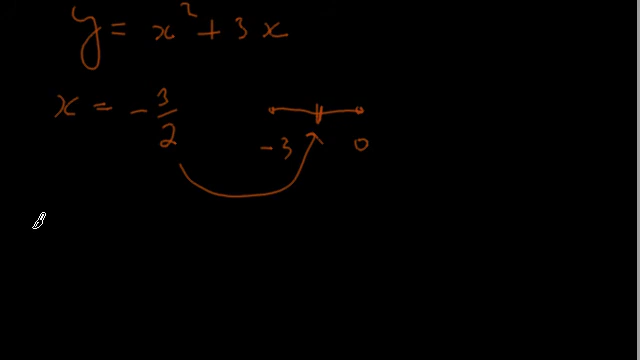 y = x² + 3x
x = -3/2
-3 0